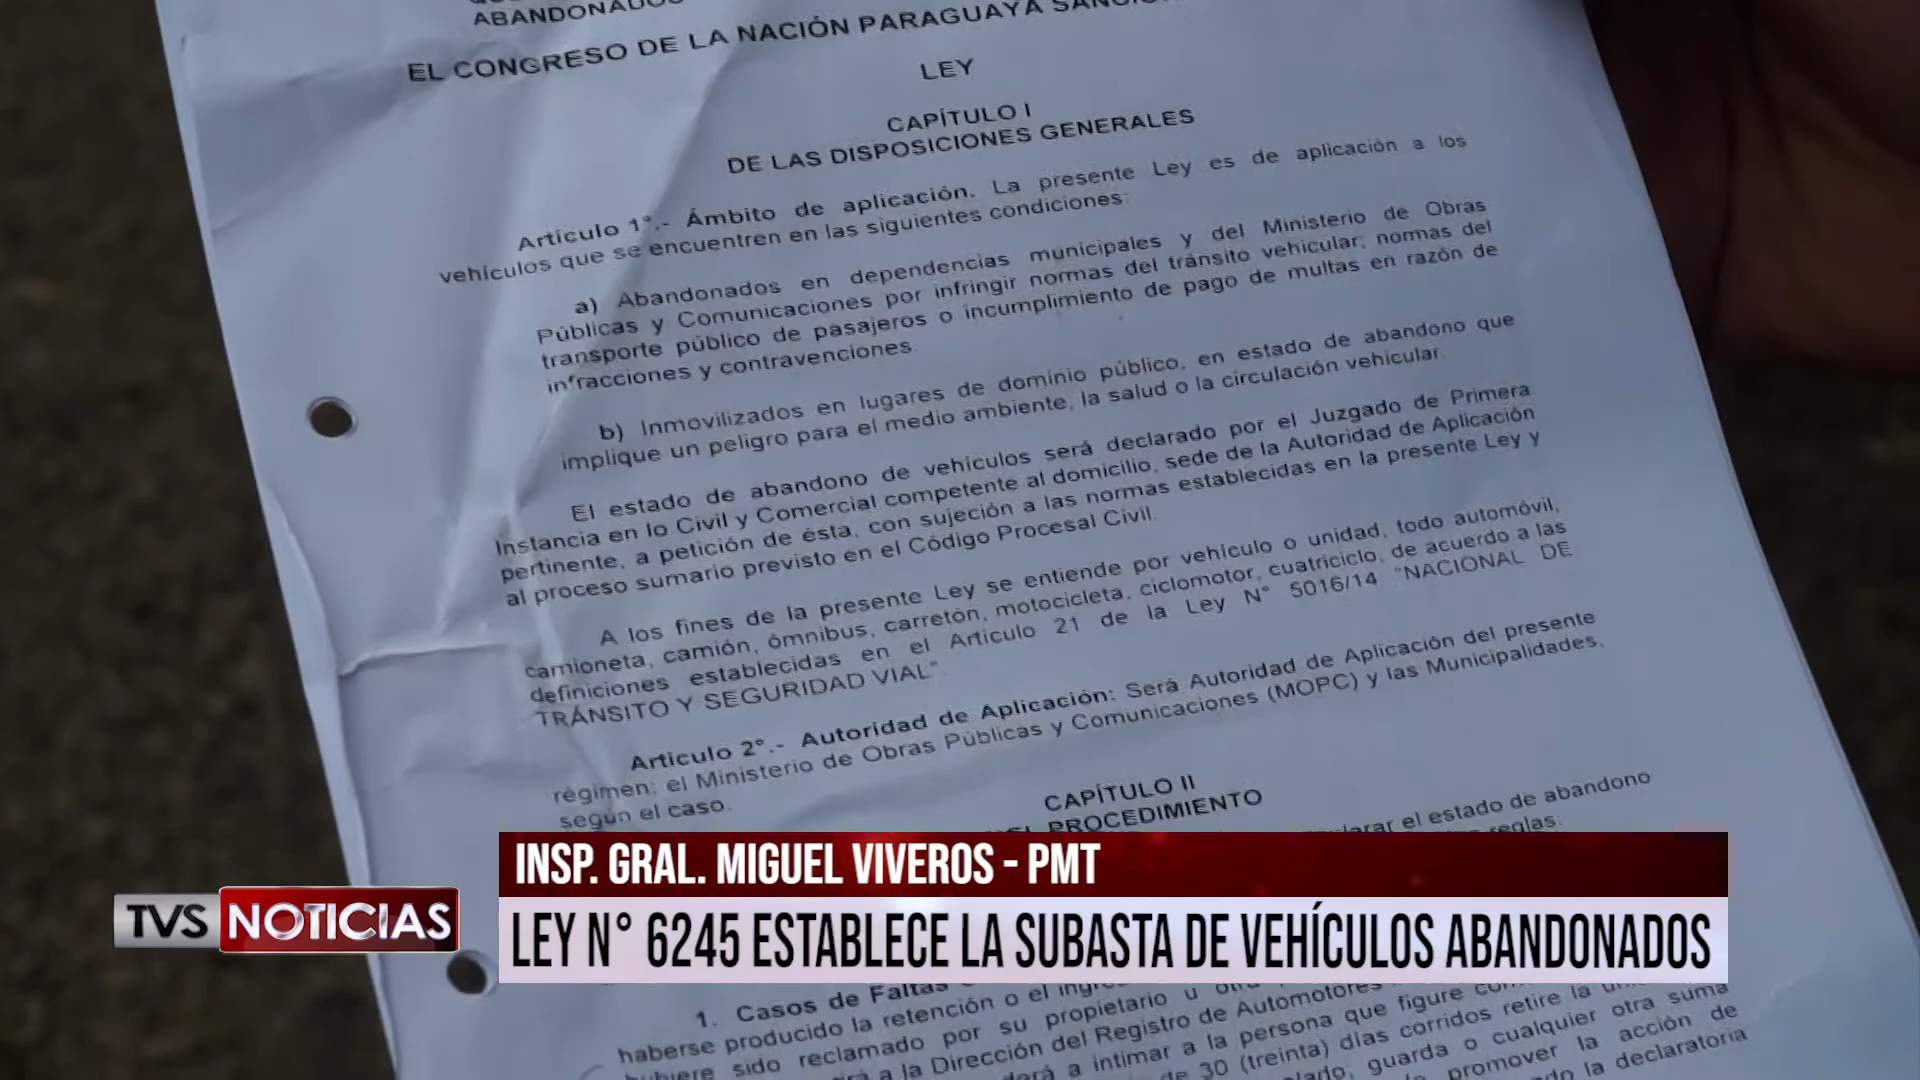 ABANDONADOS
EL CONGRESO DE LA NACIÓN PARAGUAYA
LEY
CAPÍTULO I
DE LAS DISPOSICIONES GENERALES
Artículo 1°.- Ámbito de aplicación. La presente Ley es de aplicación a los
vehículos que se encuentren en las siguientes condiciones:
a) Abandonados en dependencias municipales y del Ministerio de Obras
Públicas y Comunicaciones por infringir normas del tránsito vehicular, normas del
transporte público de pasajeros o incumplimiento de pago de multas en razón de
infracciones y contravenciones.
b) Inmovilizados en lugares de dominio público, en estado de abandono que
implique un peligro para el medio ambiente, la salud o la circulación vehicular.
El estado de abandono de vehículos será declarado por el Juzgado de Primera
Instancia en lo Civil y Comercial competente al domicilio, sede de la Autoridad de Aplicación
pertinente, a petición de ésta, con sujeción a las normas establecidas en la presente Ley y
al proceso sumario previsto en el Código Procesal Civil.
A los fines de la presente Ley se entiende por vehículo o unidad, todo automóvil,
camioneta, camión, ómnibus, carretón, motocicleta, ciclomotor, cuatriciclo, de acuerdo a las
definiciones establecidas en el Artículo 21 de la Ley N° 5016/14 "NACIONAL DE
TRÁNSITO Y SEGURIDAD VIAL".
Artículo 2°.- Autoridad de Aplicación: Será Autoridad de Aplicación del presente
régimen: el Ministerio de Obras Públicas y Comunicaciones (MOPC) y las Municipalidades,
según el caso.
CAPÍTULO II
PROCEDIMIENTO
el estado de abandono
reglas:
INSP. GRAL. MIGUEL VIVEROS - PMT
TVS NOTICIAS
LEY N° 6245 ESTABLECE LA SUBASTA DE VEHÍCULOS ABANDONADOS
1. Casos de Faltas
haberse producido la retención o el
sido reclamado por su propietario u
a la Dirección del Registro de Automotores
a intimar a la persona que figure
de 30 (treinta) días corridos retire la
guarda o cualquier otra suma
promover la acción de
la declaratoria